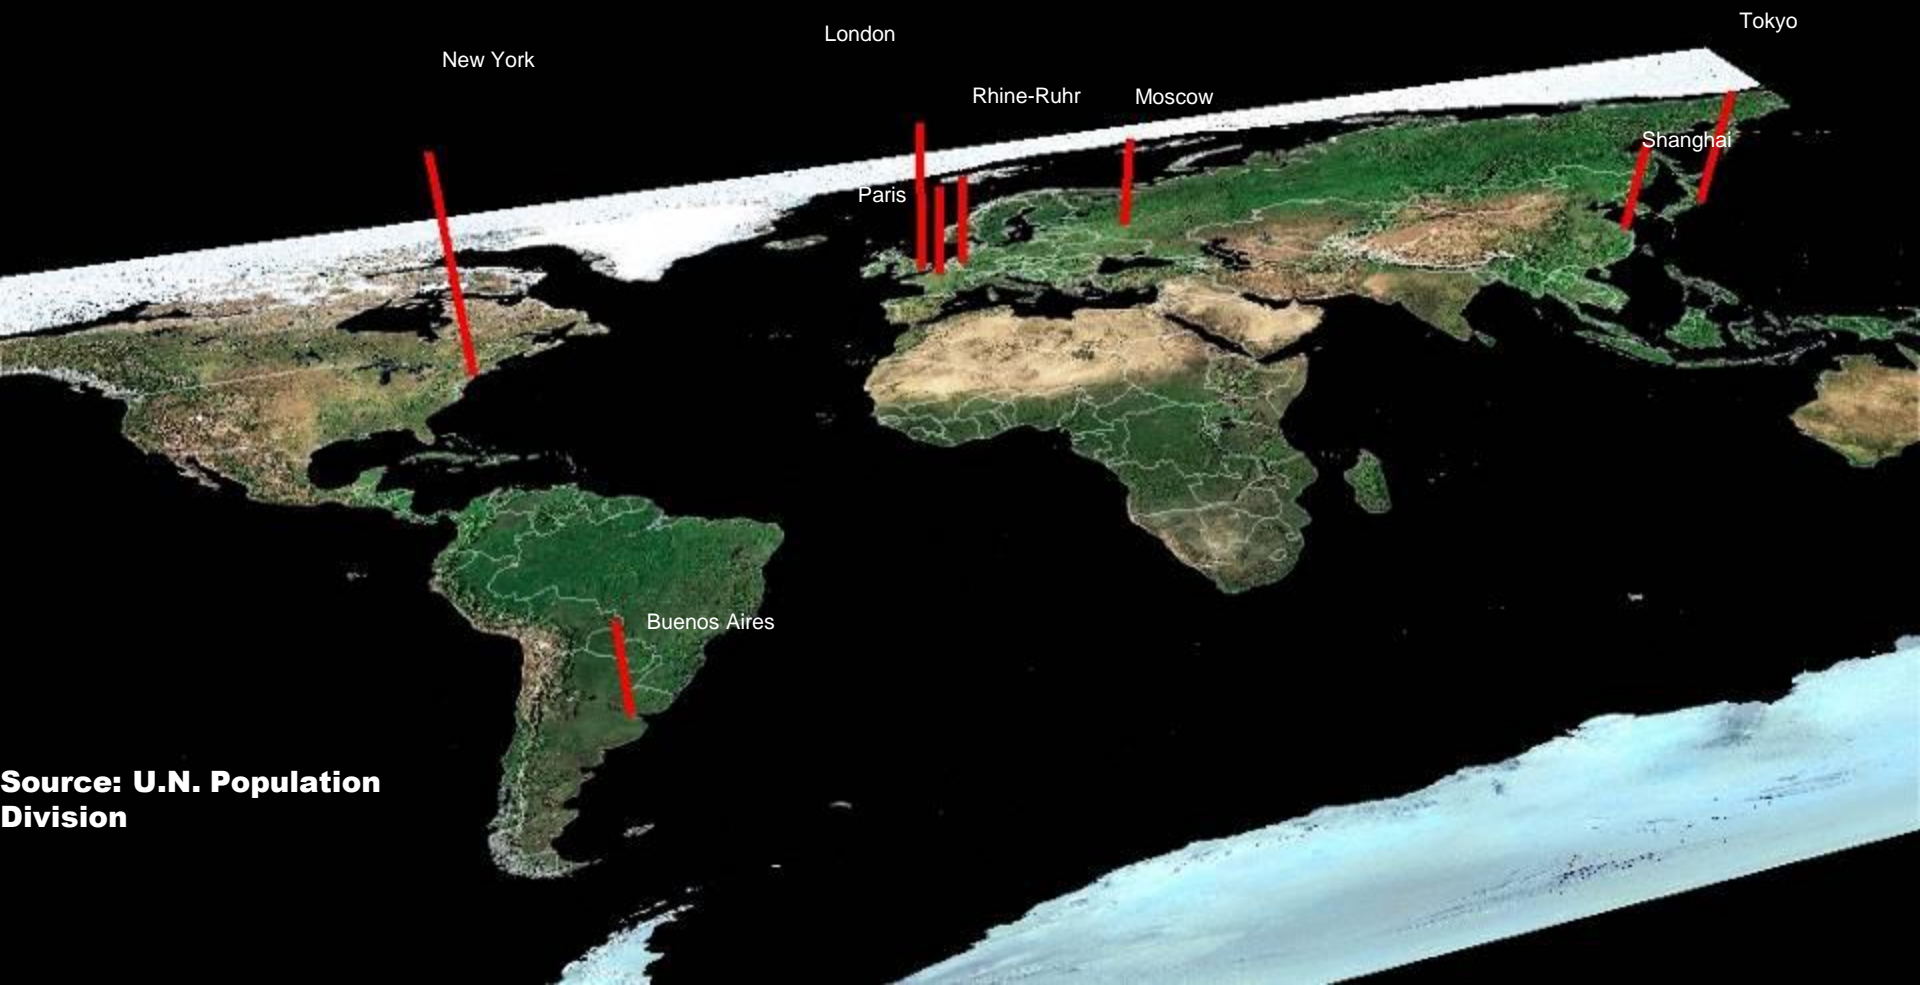 Tokyo
London
New York
Rhine-Ruhr
Moscow
Shanghai
Paris
Buenos Aires
Source: U.N. Population
Division